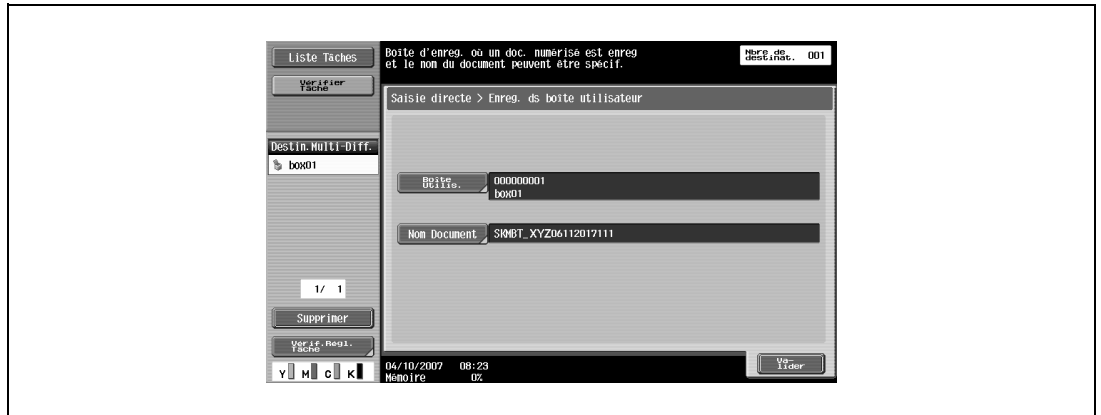 Liste Tâches
Vérifier
Tâche
Destin.Multi-Diff.
box01
1/ 1
Supprimer
Vérif.Régl.
Tâche
Y M C K
Boîte d'enreg. où un doc. numérisé est enreg
et le nom du document peuvent être spécif.
Nbre de
destinat. 001
Saisie directe > Enreg. ds boîte utilisateur
Boîte
Utilis.
000000001
box01
Nom Document
SKMBT_XYZ06112017111
04/10/2007 08:23
Mémoire 0%
Va-
lider